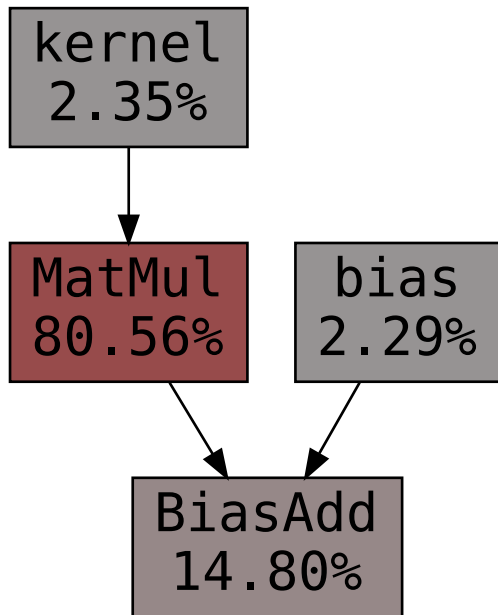 kernel
2.35%
MatMul
80.56%
bias
2.29%
BiasAdd
14.80%